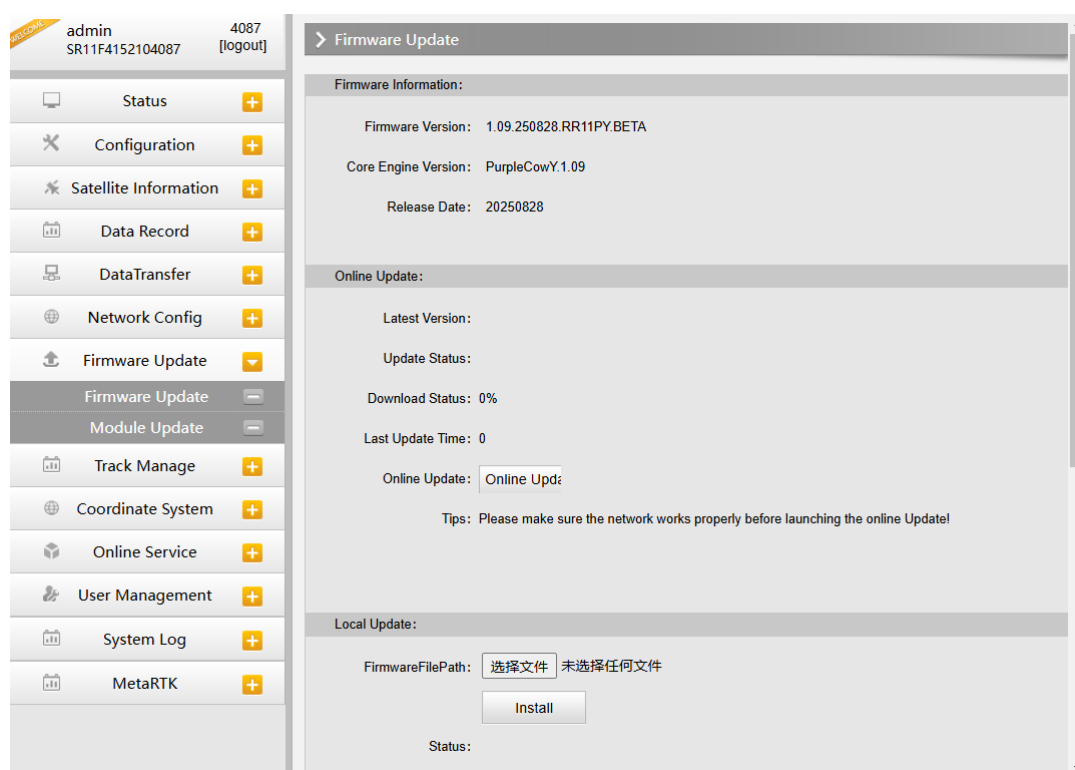 WELCOME
admin 4087
SR11F4152104087 [logout]
Status
Configuration
Satellite Information
Data Record
DataTransfer
Network Config
Firmware Update
Firmware Update
Module Update
Track Manage
Coordinate System
Online Service
User Management
System Log
MetaRTK
Firmware Update
Firmware Information:
Firmware Version: 1.09.250828.RR11PY.BETA
Core Engine Version: PurpleCowY.1.09
Release Date: 20250828
Online Update:
Latest Version:
Update Status:
Download Status: 0%
Last Update Time: 0
Online Update: Online Upda
Tips: Please make sure the network works properly before launching the online Update!
Local Update:
FirmwareFilePath: 选择文件 未选择任何文件
Install
Status: